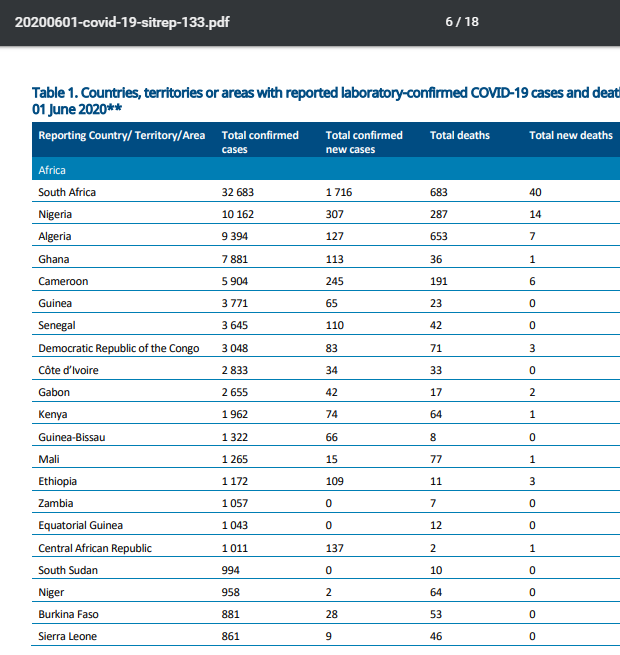 20200601-covid-19-sitrep-133.pdf 6 / 18
Table 1. Countries, territories or areas with reported laboratory-confirmed COVID-19 cases and
01 June 2020**
Reporting Country/ Territory/Area Total confirmed cases Total confirmed new cases Total deaths Total new deaths
Africa
South Africa 32 683 1 716 683 40
Nigeria 10 162 307 287 14
Algeria 9 394 127 653 7
Ghana 7 881 113 36 1
Cameroon 5 904 245 191 6
Guinea 3 771 65 23 0
Senegal 3 645 110 42 0
Democratic Republic of the Congo 3 048 83 71 3
Côte d’Ivoire 2 833 34 33 0
Gabon 2 655 42 17 2
Kenya 1 962 74 64 1
Guinea-Bissau 1 322 66 8 0
Mali 1 265 15 77 1
Ethiopia 1 172 109 11 3
Zambia 1 057 0 7 0
Equatorial Guinea 1 043 0 12 0
Central African Republic 1 011 137 2 1
South Sudan 994 0 10 0
Niger 958 2 64 0
Burkina Faso 881 28 53 0
Sierra Leone 861 9 46 0